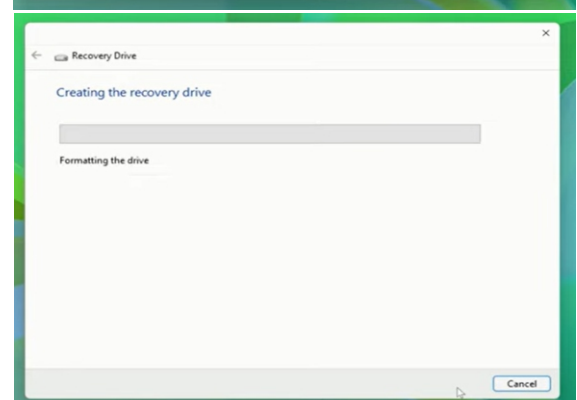 Recovery Drive
Creating the recovery drive
Formatting the drive
Cancel